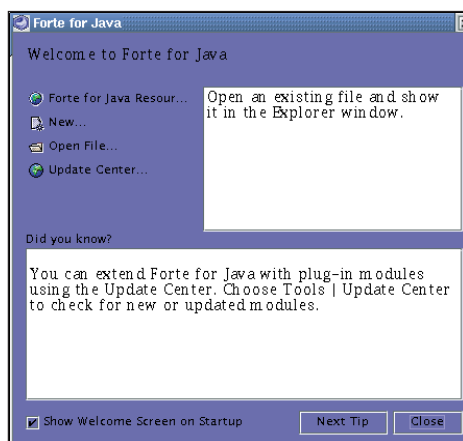 Forte for Java
Welcome to Forte for Java
Forte for Java Resour...
New...
Open File...
Update Center...
Open an existing file and show
it in the Explorer window.
Did you know?
You can extend Forte for Java with plug-in modules
using the Update Center. Choose Tools | Update Center
to check for new or updated modules.
Show Welcome Screen on Startup
Next Tip
Close